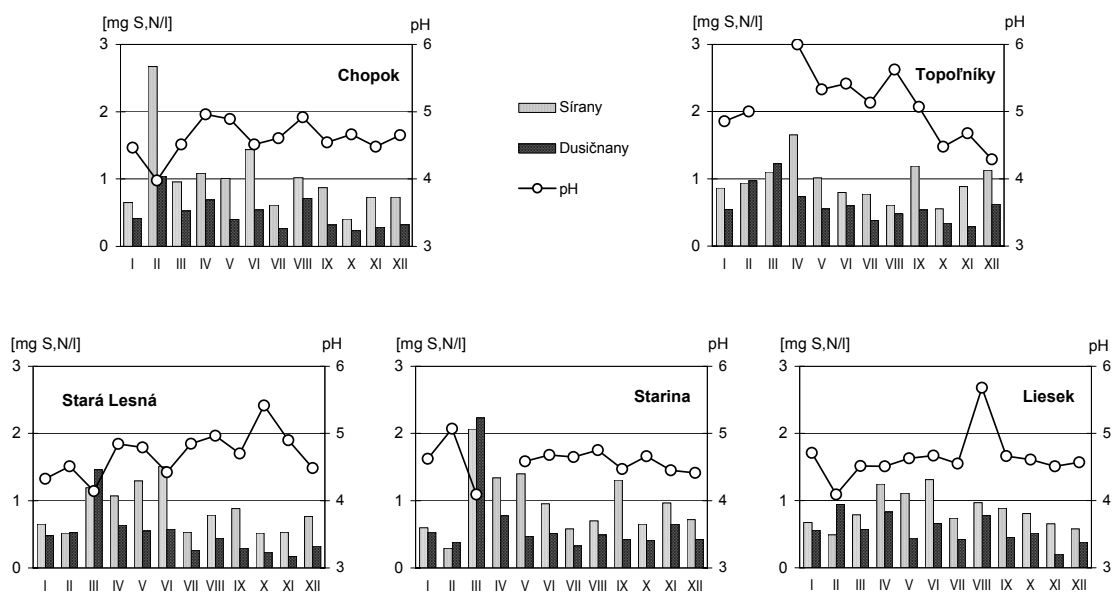 [mg S,N/l] pH
3 6
Chopok
2 5
1 4
0 3
I II III IV V VI VII VIII IX X XI XII
Sírany
Dusičnany
pH
[mg S,N/l] pH
3 6
Topoľníky
2 5
1 4
0 3
I II III IV V VI VII VIII IX X XI XII
[mg S,N/l] pH
3 6
Stará Lesná
2 5
1 4
0 3
I II III IV V VI VII VIII IX X XI XII
[mg S,N/l] pH
3 6
Starina
2 5
1 4
0 3
I II III IV V VI VII VIII IX X XI XII
[mg S,N/l] pH
3 6
Liesek
2 5
1 4
0 3
I II III IV V VI VII VIII IX X XI XII